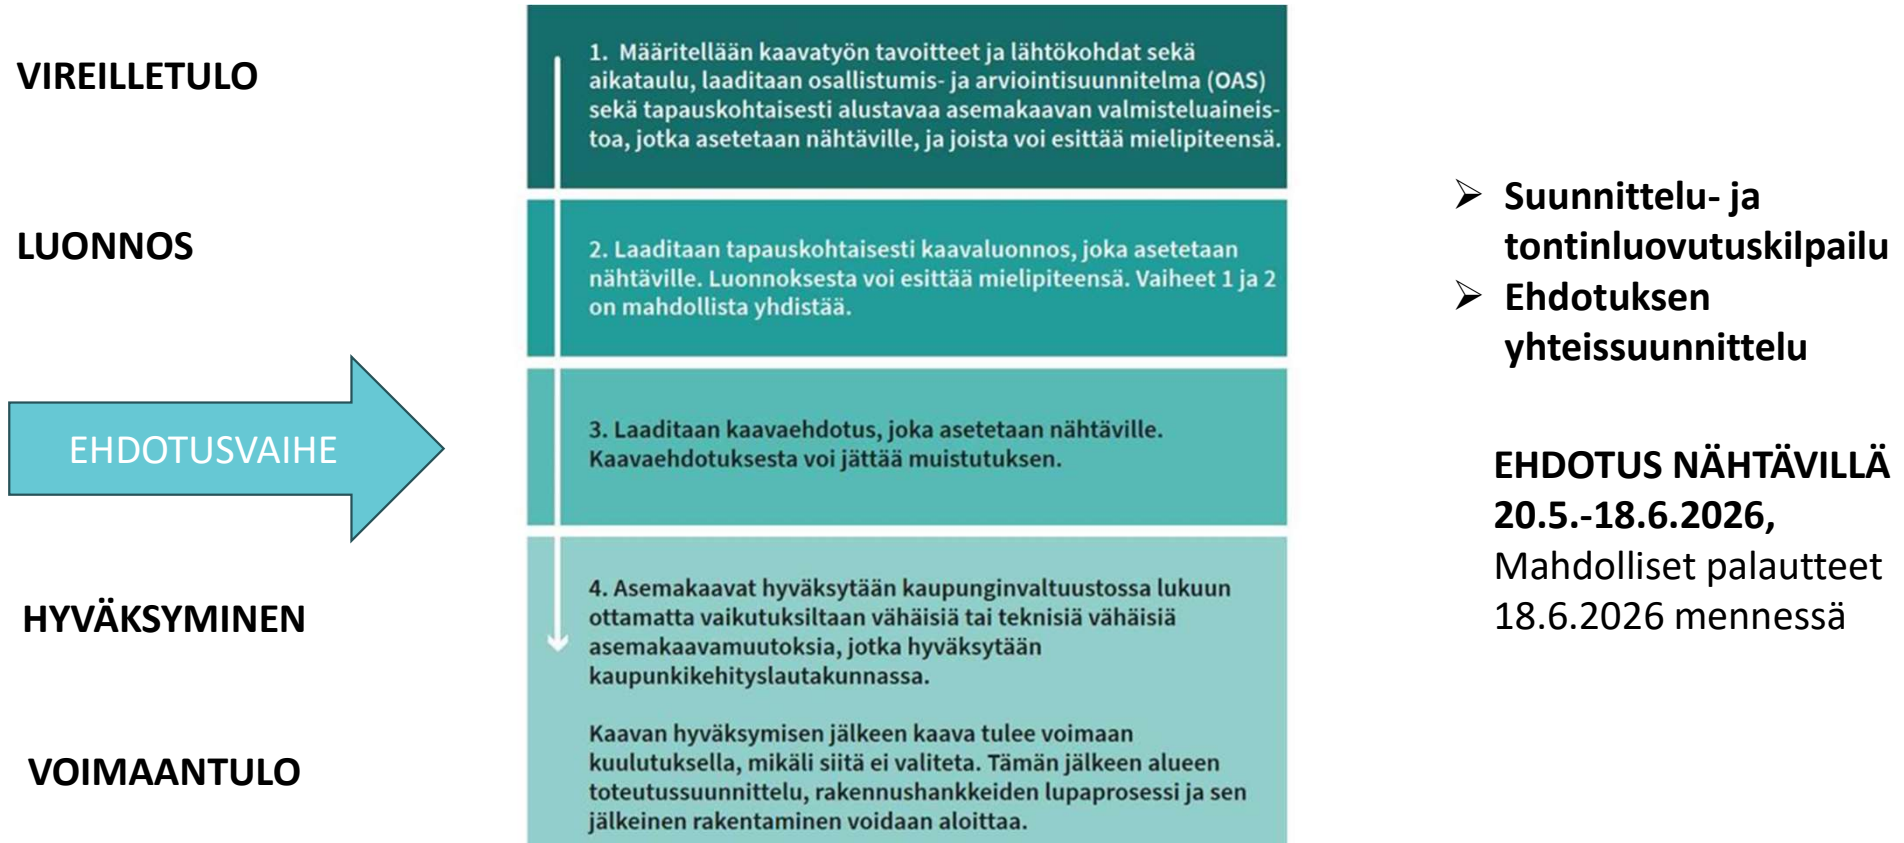 VIREILLETULO
1. Määritellään kaavatyön tavoitteet ja lähtökohdat sekä
aikataulu, laaditaan osallistumis- ja arviointisuunnitelma (OAS)
sekä tapauskohtaisesti alustavaa asemakaavan valmisteluaineis-
toa, jotka asetetaan nähtäville, ja joista voi esittää mielipiteensä.
LUONNOS
2. Laaditaan tapauskohtaisesti kaavaluonnos, joka asetetaan
nähtäville. Luonnoksesta voi esittää mielipiteensä. Vaiheet 1 ja 2
on mahdollista yhdistää.
➢ Suunnittelu- ja
tontinluovutuskilpailu
➢ Ehdotuksen
yhteissuunnittelu
EHDOTUSVAIHE
3. Laaditaan kaavaehdotus, joka asetetaan nähtäville.
Kaavaehdotuksesta voi jättää muistutuksen.
EHDOTUS NÄHTÄVILLÄ
20.5.-18.6.2026,
Mahdolliset palautteet
18.6.2026 mennessä
HYVÄKSYMINEN
4. Asemakaavat hyväksytään kaupunginvaltuustossa lukuun
ottamatta vaikutuksiltaan vähäisiä tai teknisiä vähäisiä
asemakaavamuutoksia, jotka hyväksytään
kaupunkikehityslautakunnassa.
VOIMAANTULO
Kaavan hyväksymisen jälkeen kaava tulee voimaan
kuulutuksella, mikäli siitä ei valiteta. Tämän jälkeen alueen
toteutussuunnittelu, rakennushankkeiden lupaprosessi ja sen
jälkeinen rakentaminen voidaan aloittaa.